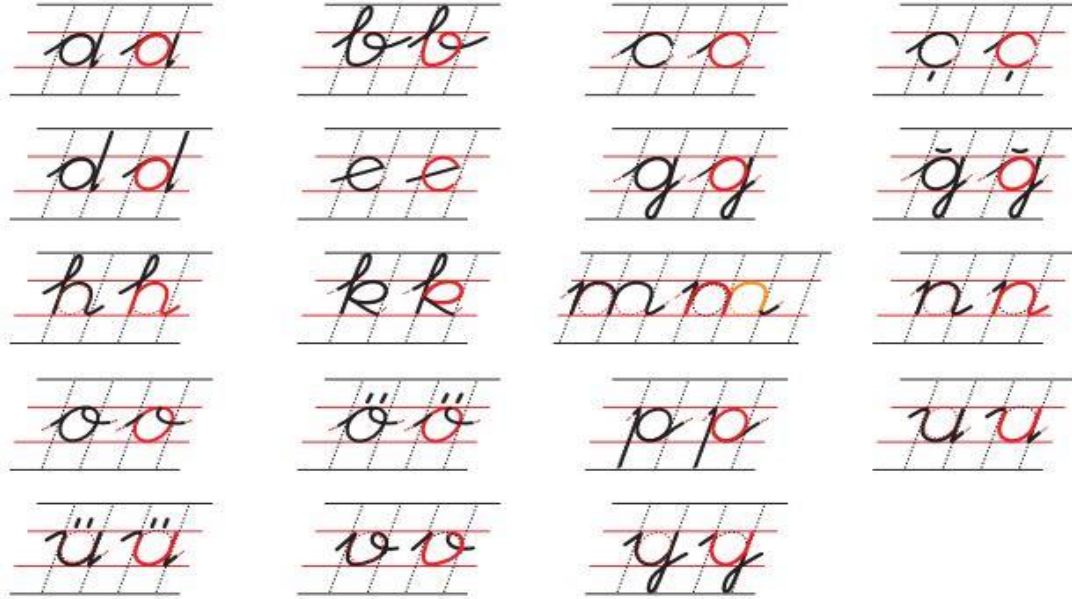 a a b b c c ç ç
d d e e g g ğ ğ
h h k k m m n n
o o ö ö p p u u
ü ü v v y y